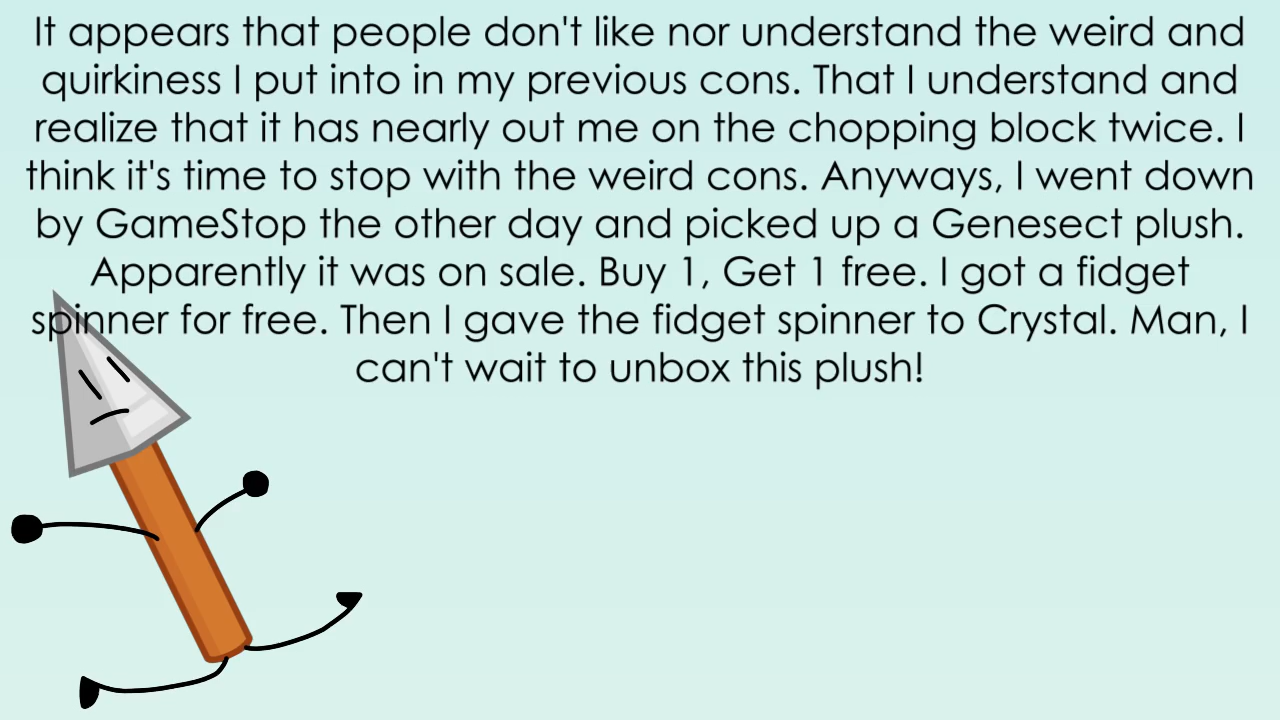 It appears that people don't like nor understand the weird and
quirkiness I put into in my previous cons. That I understand and
realize that it has nearly out me on the chopping block twice. I
think it's time to stop with the weird cons. Anyways, I went down
by GameStop the other day and picked up a Genesect plush.
Apparently it was on sale. Buy 1, Get 1 free. I got a fidget
spinner for free. Then I gave the fidget spinner to Crystal. Man, I
can't wait to unbox this plush!